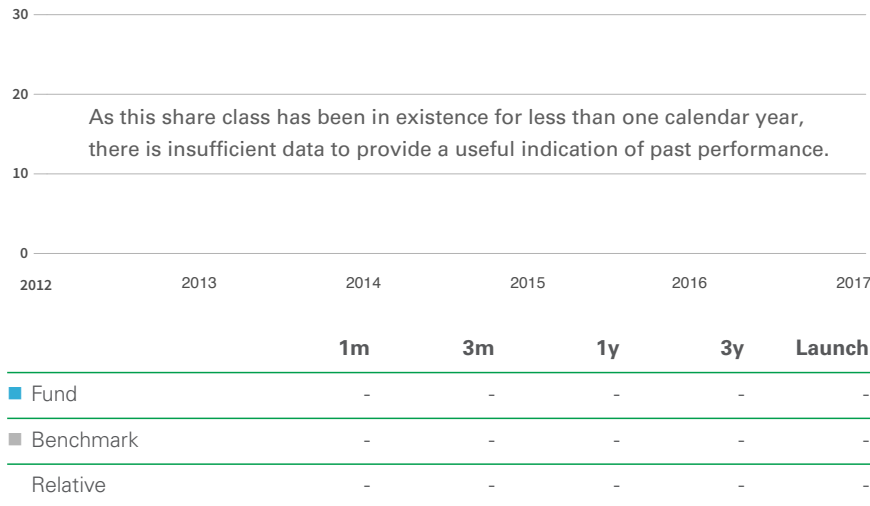 30
20
As this share class has been in existence for less than one calendar year,
there is insufficient data to provide a useful indication of past performance.
10
0
2012 2013 2014 2015 2016 2017
1m 3m 1y 3y Launch
Fund - - - - -
Benchmark - - - - -
Relative - - - - -